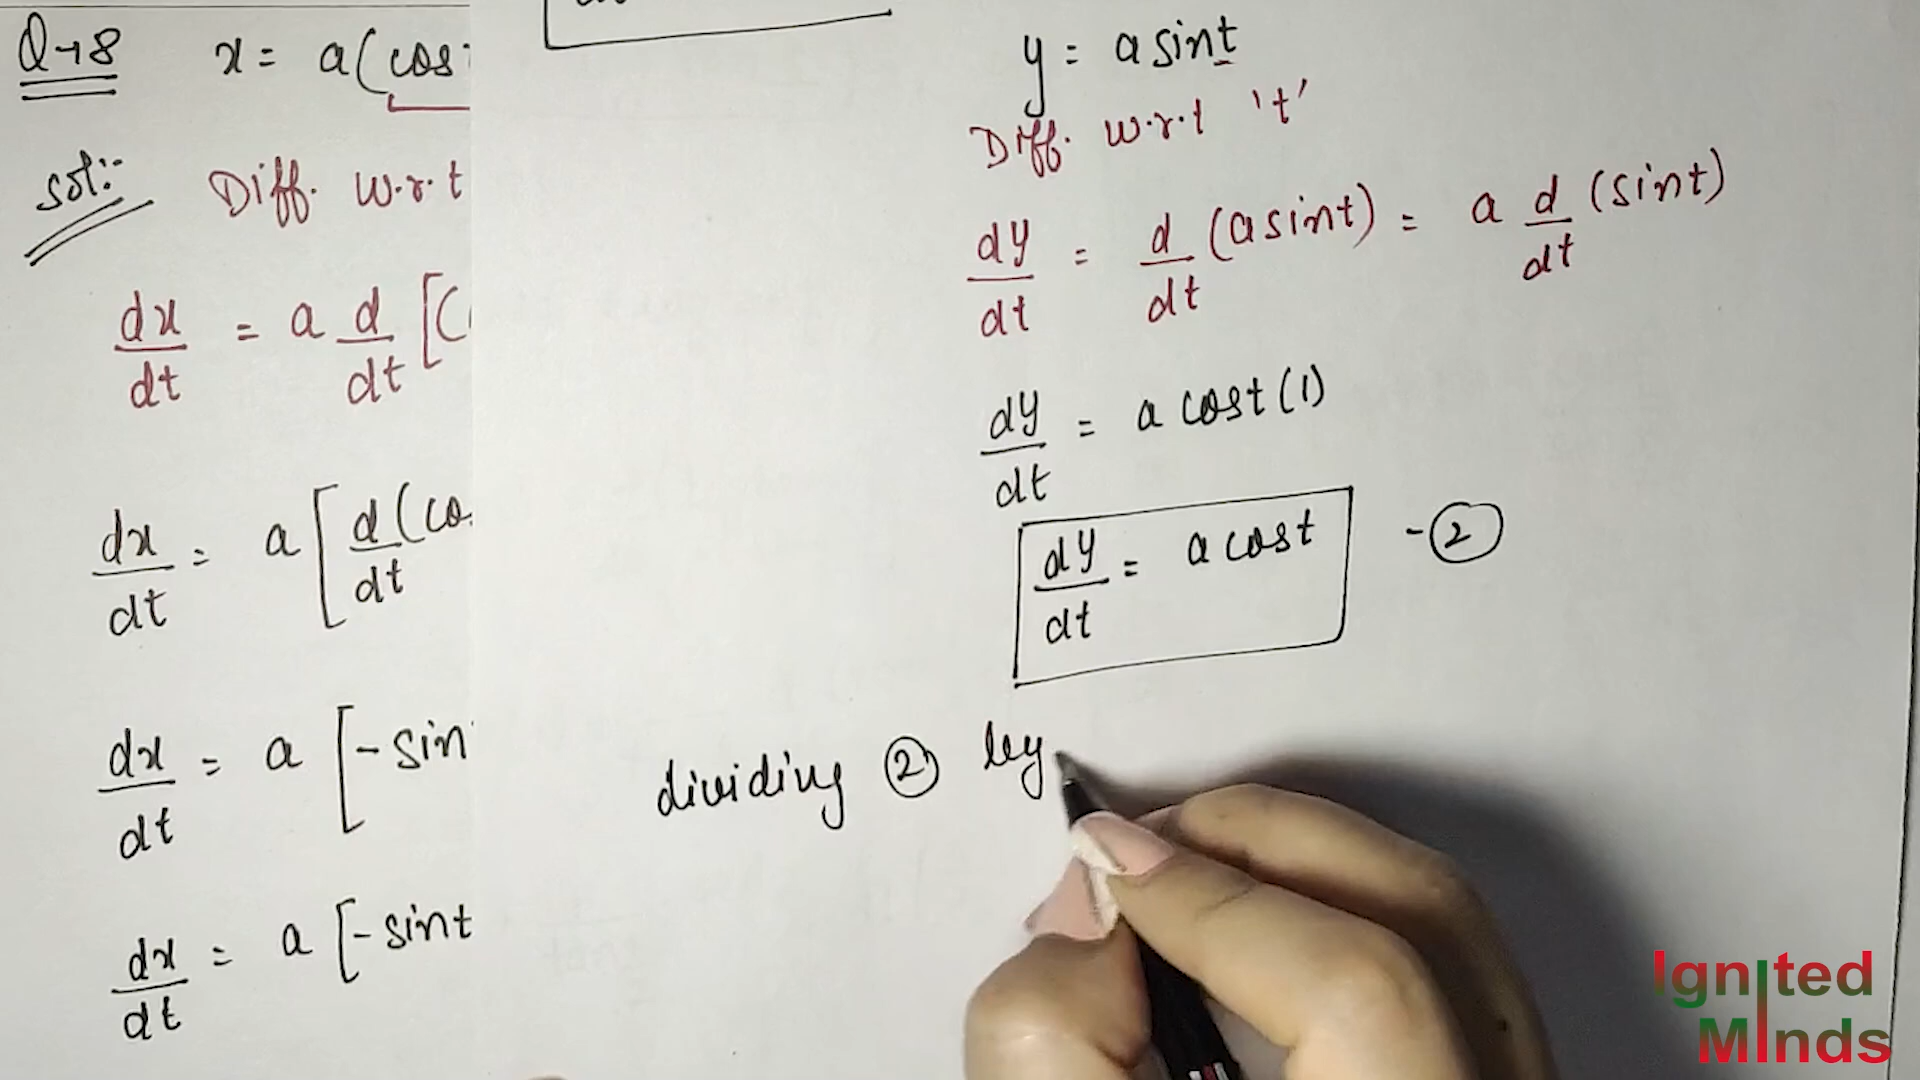 Q→8 x = a(cos
Sol:- Diff. w.r.t
dx/dt = a d/dt [(
dx/dt = a [d/dt (co
dx/dt = a [-sin
dx/dt = a [-sint
y = a sint
Diff. w.r.t 't'
dy/dt = d/dt (a sint) = a d/dt (sint)
dy/dt = a cost (1)
dy/dt = a cost -②
dividing ② by
Ignited
Minds